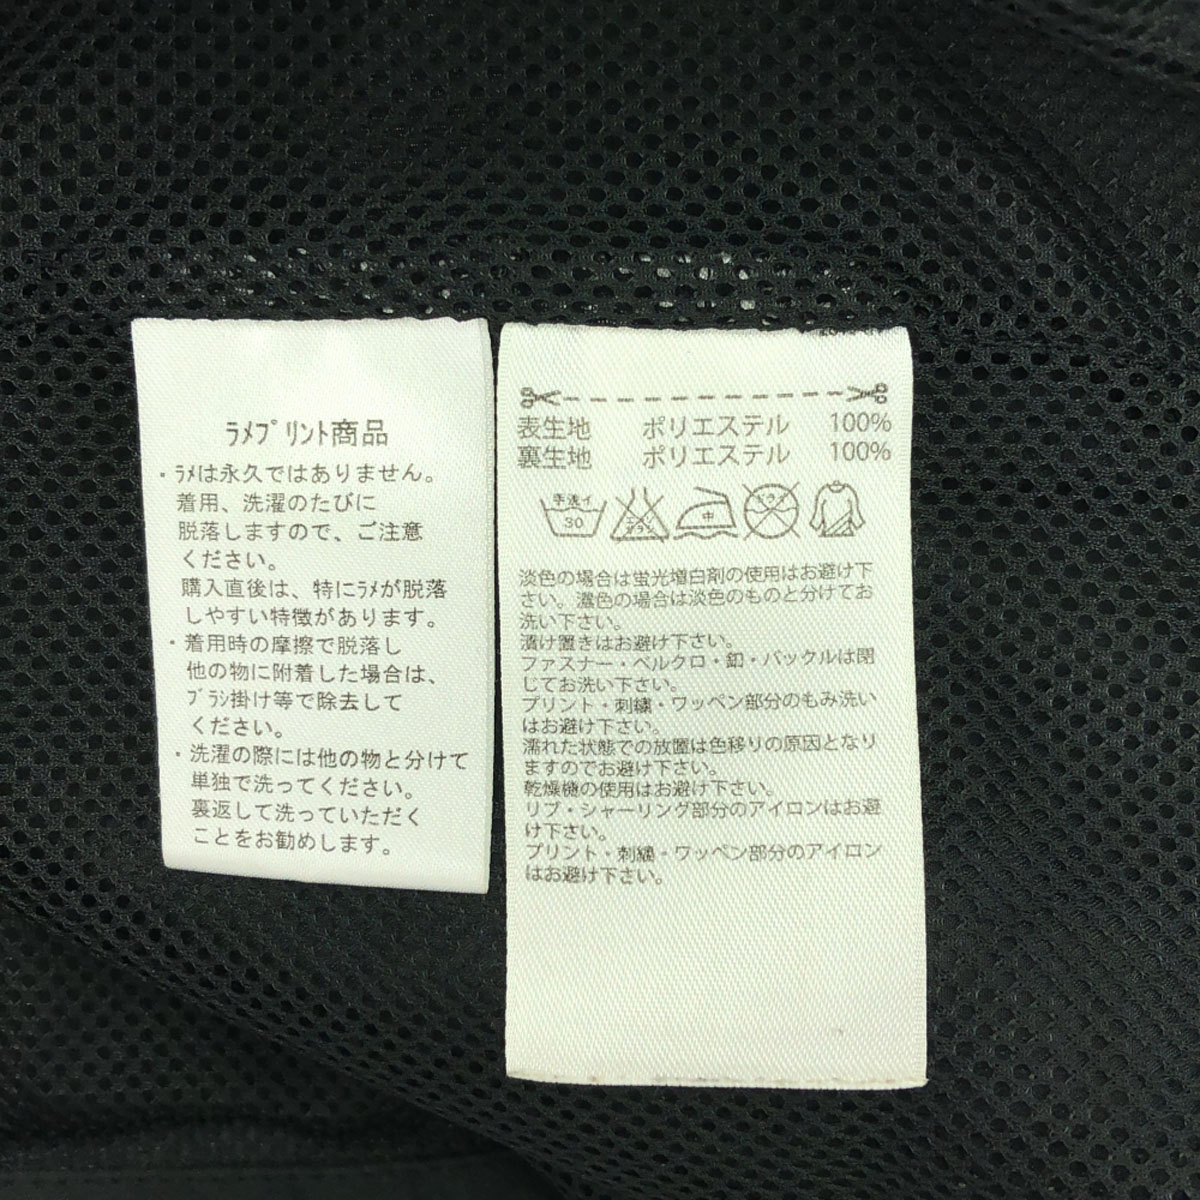 ﾗﾒﾌﾟﾘﾝﾄ商品
・ﾗﾒは永久ではありません。
着用、洗濯のたびに
脱落しますので、ご注意
ください。
購入直後は、特にﾗﾒが脱落
しやすい特徴があります。
・着用時の摩擦で脱落し
他の物に附着した場合は、
ﾌﾞﾗｼ掛け等で除去して
ください。
・洗濯の際には他の物と分けて
単独で洗ってください。
裏返して洗っていただく
ことをお勧めします。
表生地 ポリエステル 100%
裏生地 ポリエステル 100%
手洗イ 30
エンソサラシ
中
ドライ
淡色の場合は蛍光増白剤の使用はお避け下
さい。濃色の場合は淡色のものと分けてお
洗い下さい。
漬け置きはお避け下さい。
ファスナー・ベルクロ・釦・バックルは閉
じてお洗い下さい。
プリント・刺繍・ワッペン部分のもみ洗い
はお避け下さい。
濡れた状態での放置は色移りの原因となり
ますのでお避け下さい。
乾燥機の使用はお避け下さい。
リブ・シャーリング部分のアイロンはお避
け下さい。
プリント・刺繍・ワッペン部分のアイロン
はお避け下さい。